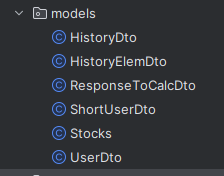 models
HistoryDto
HistoryElemDto
ResponseToCalcDto
ShortUserDto
Stocks
UserDto